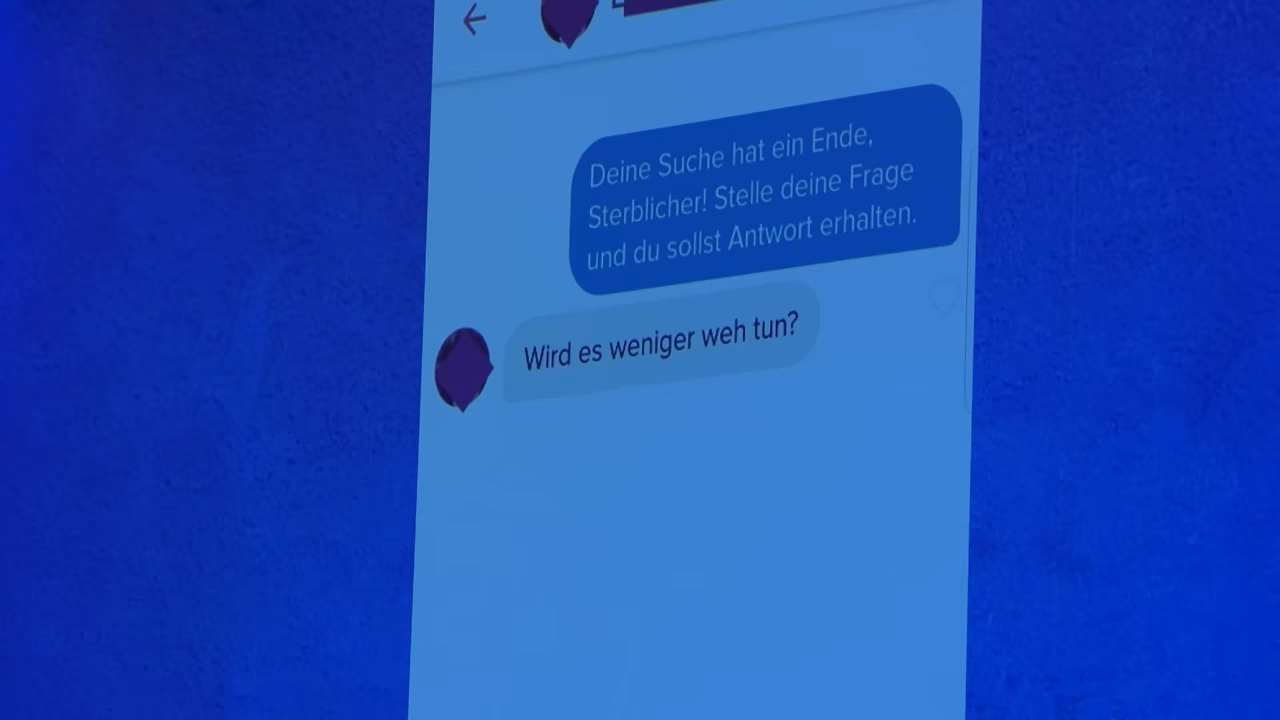 Deine Suche hat ein Ende,
Sterblicher! Stelle deine Frage
und du sollst Antwort erhalten.
Wird es weniger weh tun?